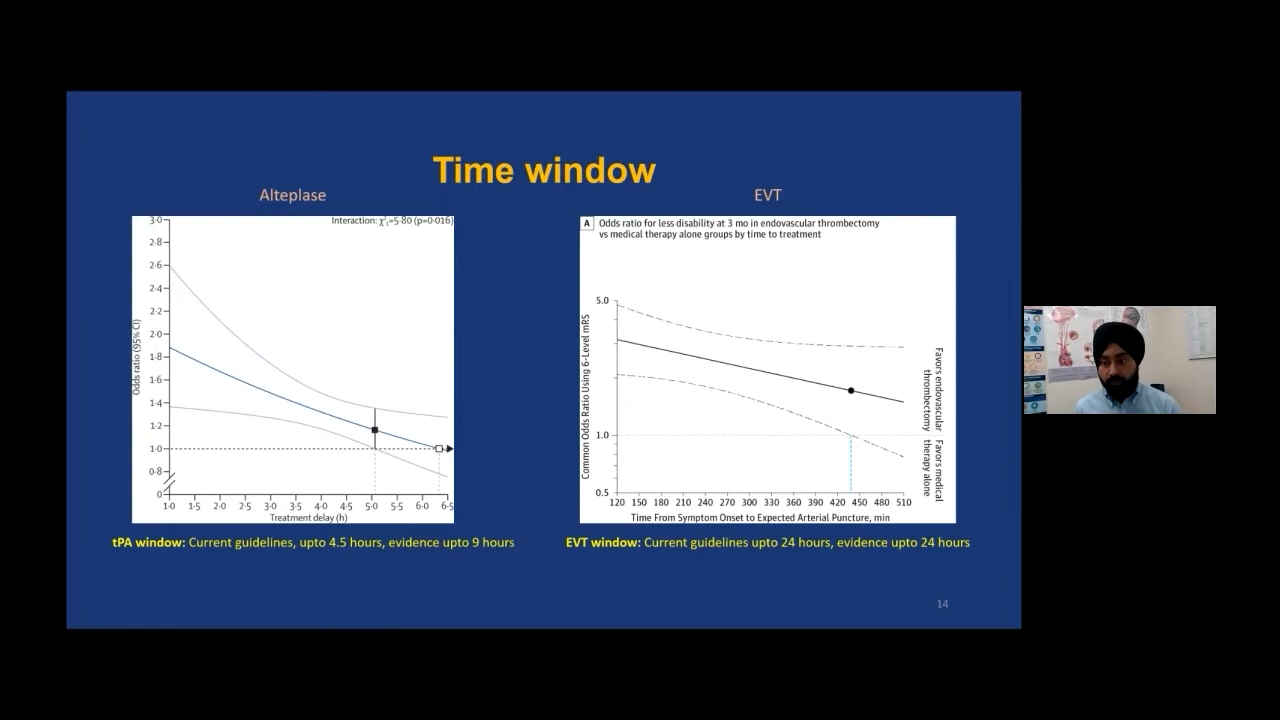 Time window
Alteplase
EVT
Interaction: χ²₁=5·80 (p=0·016)
3·0
2·8
2·6
2·4
2·2
2·0
1·8
1·6
1·4
1·2
1·0
0·8
0
Odds ratio (95% CI)
1·0 1·5 2·0 2·5 3·0 3·5 4·0 4·5 5·0 5·5 6·0 6·5
Treatment delay (h)
A Odds ratio for less disability at 3 mo in endovascular thrombectomy
vs medical therapy alone groups by time to treatment
5.0
1.0
0.5
Common Odds Ratio Using 6-Level mRS
Favors endovascular
thrombectomy
Favors medical
therapy alone
120 150 180 210 240 270 300 330 360 390 420 450 480 510
Time From Symptom Onset to Expected Arterial Puncture, min
tPA window: Current guidelines, upto 4.5 hours, evidence upto 9 hours
EVT window: Current guidelines upto 24 hours, evidence upto 24 hours
14